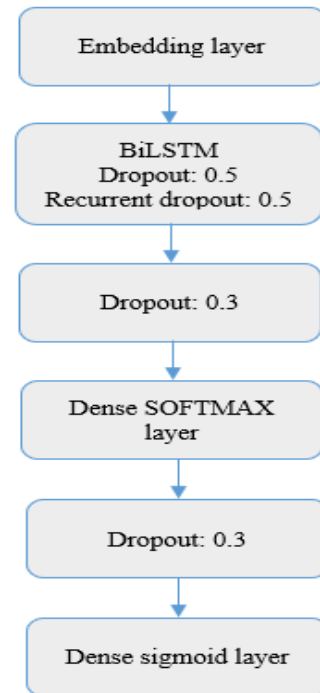 Embedding layer
BiLSTM
Dropout: 0.5
Recurrent dropout: 0.5
Dropout: 0.3
Dense SOFTMAX
layer
Dropout: 0.3
Dense sigmoid layer